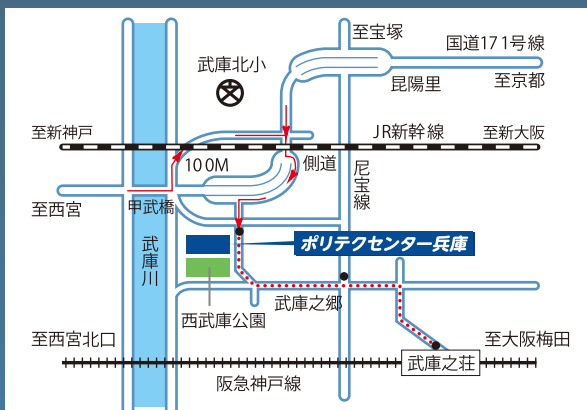 至宝塚
国道171号線
武庫北小
昆陽里
至京都
至新神戸
JR新幹線
至新大阪
100M
側道
尼宝線
至西宮
甲武橋
武庫川
ポリテクセンター兵庫
武庫之郷
西武庫公園
至西宮北口
至大阪梅田
武庫之荘
阪急神戸線